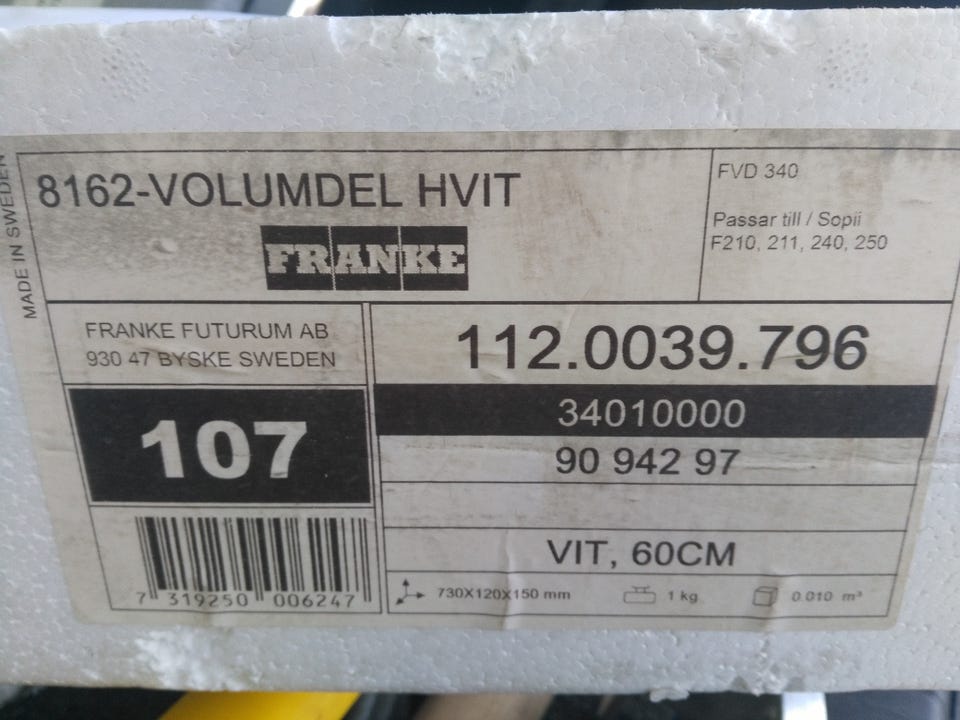 MADE IN SWEDEN
8162-VOLUMDEL HVIT
FRANKE
FVD 340
Passar till / Sopii
F210, 211, 240, 250
FRANKE FUTURUM AB
930 47 BYSKE SWEDEN
112.0039.796
107
34010000
90 942 97
VIT, 60CM
7 319250 006247
730X120X150 mm 1 kg 0.010 m³